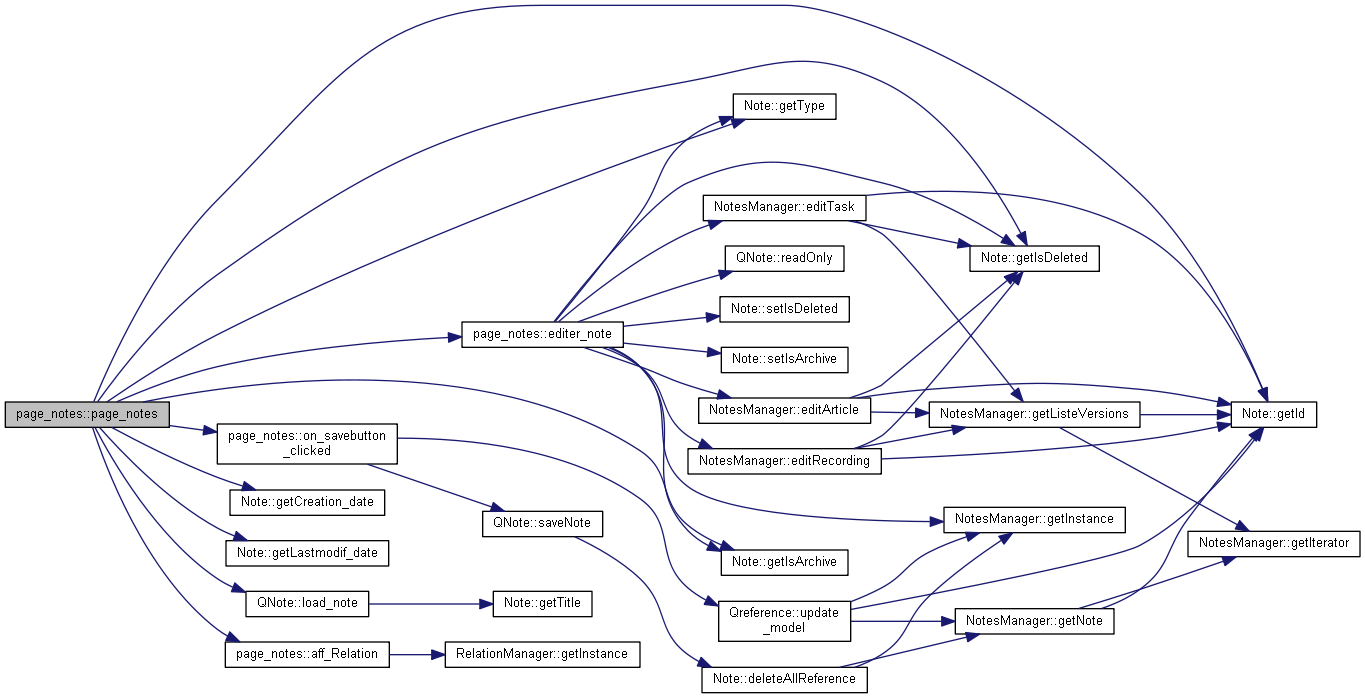 page_notes::page_notes
page_notes::editer_note
page_notes::on_savebutton
_clicked
Note::getCreation_date
Note::getLastmodif_date
QNote::load_note
page_notes::aff_Relation
QNote::saveNote
Note::getTitle
RelationManager::getInstance
Note::getType
NotesManager::editTask
QNote::readOnly
Note::setIsDeleted
Note::setIsArchive
NotesManager::editArticle
NotesManager::editRecording
Note::getIsArchive
Qreference::update
_model
Note::deleteAllReference
Note::getIsDeleted
NotesManager::getListeVersions
NotesManager::getInstance
NotesManager::getNote
Note::getId
NotesManager::getIterator